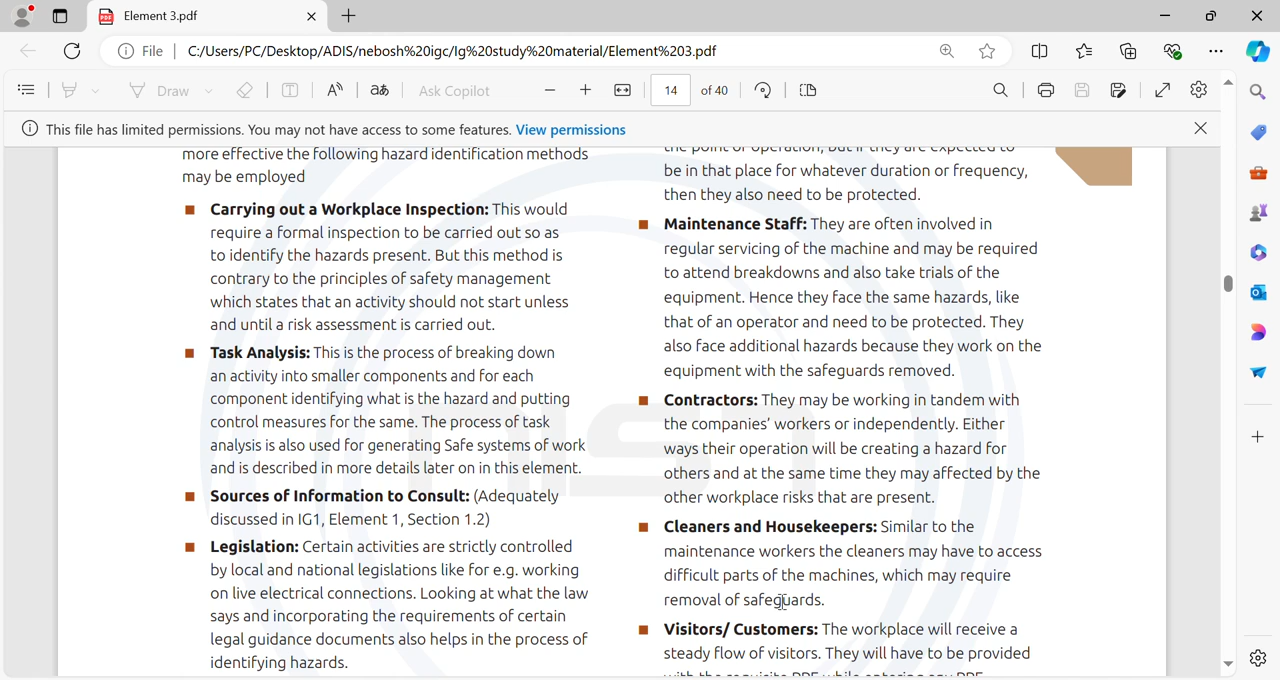 Element 3.pdf
File
C:/Users/PC/Desktop/ADIS/nebosh%20igc/Ig%20study%20material/Element%203.pdf
Draw
Ask Copilot
14 of 40
This file has limited permissions. You may not have access to some features. View permissions
more effective the following hazard identification methods
may be employed
Carrying out a Workplace Inspection: This would
require a formal inspection to be carried out so as
to identify the hazards present. But this method is
contrary to the principles of safety management
which states that an activity should not start unless
and until a risk assessment is carried out.
Task Analysis: This is the process of breaking down
an activity into smaller components and for each
component identifying what is the hazard and putting
control measures for the same. The process of task
analysis is also used for generating Safe systems of work
and is described in more details later on in this element.
Sources of Information to Consult: (Adequately
discussed in IG1, Element 1, Section 1.2)
Legislation: Certain activities are strictly controlled
by local and national legislations like for e.g. working
on live electrical connections. Looking at what the law
says and incorporating the requirements of certain
legal guidance documents also helps in the process of
identifying hazards.
the point of operation, but if they are expected to
be in that place for whatever duration or frequency,
then they also need to be protected.
Maintenance Staff: They are often involved in
regular servicing of the machine and may be required
to attend breakdowns and also take trials of the
equipment. Hence they face the same hazards, like
that of an operator and need to be protected. They
also face additional hazards because they work on the
equipment with the safeguards removed.
Contractors: They may be working in tandem with
the companies' workers or independently. Either
ways their operation will be creating a hazard for
others and at the same time they may affected by the
other workplace risks that are present.
Cleaners and Housekeepers: Similar to the
maintenance workers the cleaners may have to access
difficult parts of the machines, which may require
removal of safeguards.
Visitors/ Customers: The workplace will receive a
steady flow of visitors. They will have to be provided
with the requisite PPE while entering any PPE